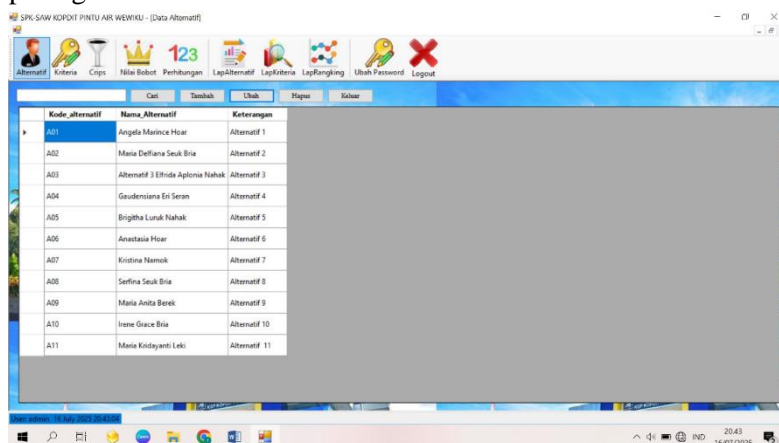 SPK-SAW KOPDIT PINTU AIR WEWIKU - [Data Alternatif]
Alternatif Kriteria Crips Nilai Bobot Perhitungan LapAlternatif LapKriteria LapRangking Ubah Password Logout
Cari Tambah Ubah Hapus Keluar
Kode_alternatif Nama_Alternatif Keterangan
A01 Angela Marince Hoar Alternatif 1
A02 Maria Delfiana Seuk Bria Alternatif 2
A03 Alternatif 3 Elfrida Aplonia Nahak Alternatif 3
A04 Gaudensiana Eri Seran Alternatif 4
A05 Brigitha Luruk Nahak Alternatif 5
A06 Anastasia Hoar Alternatif 6
A07 Kristina Namok Alternatif 7
A08 Serfina Seuk Bria Alternatif 8
A09 Maria Anita Berek Alternatif 9
A10 Irene Grace Bria Alternatif 10
A11 Maria Kridayanti Leki Alternatif 11
User: admin 16 July 2025 20:43:04
IND 20.43
16/07/2025